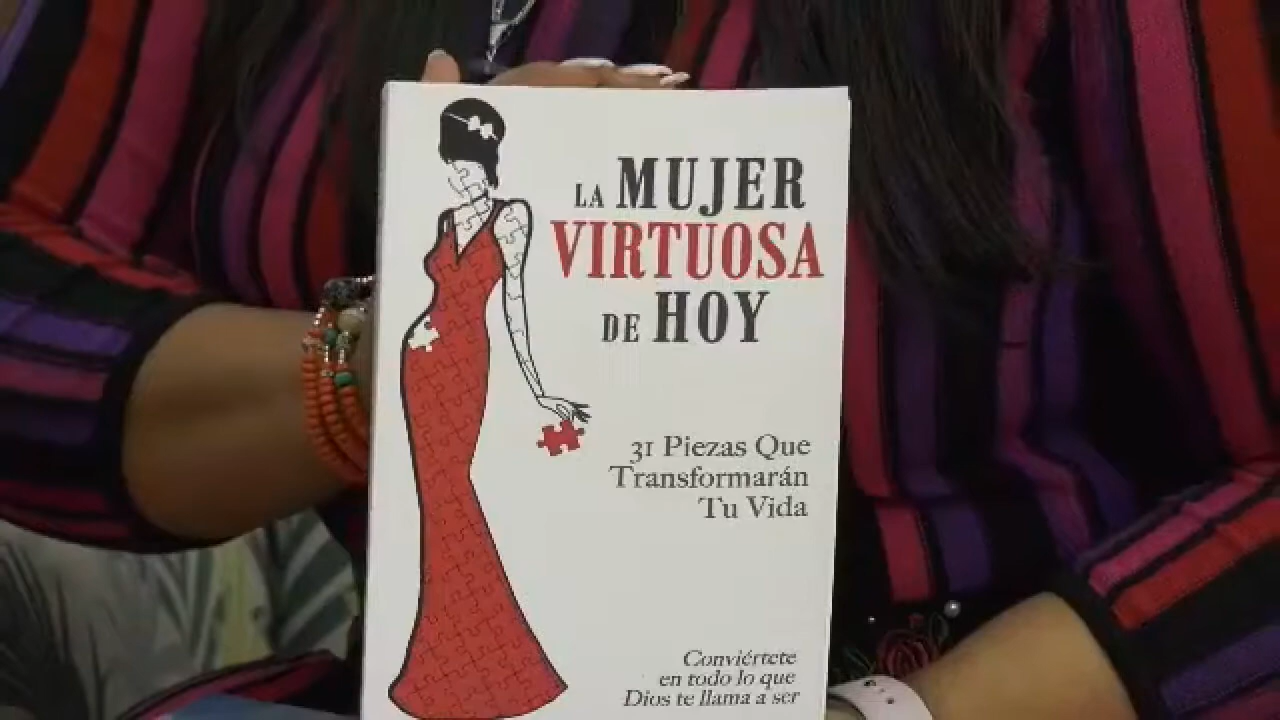 LA MUJER
VIRTUOSA
DE HOY
31 Piezas Que
Transformarán
Tu Vida
Conviértete
en todo lo que
Dios te llama a ser